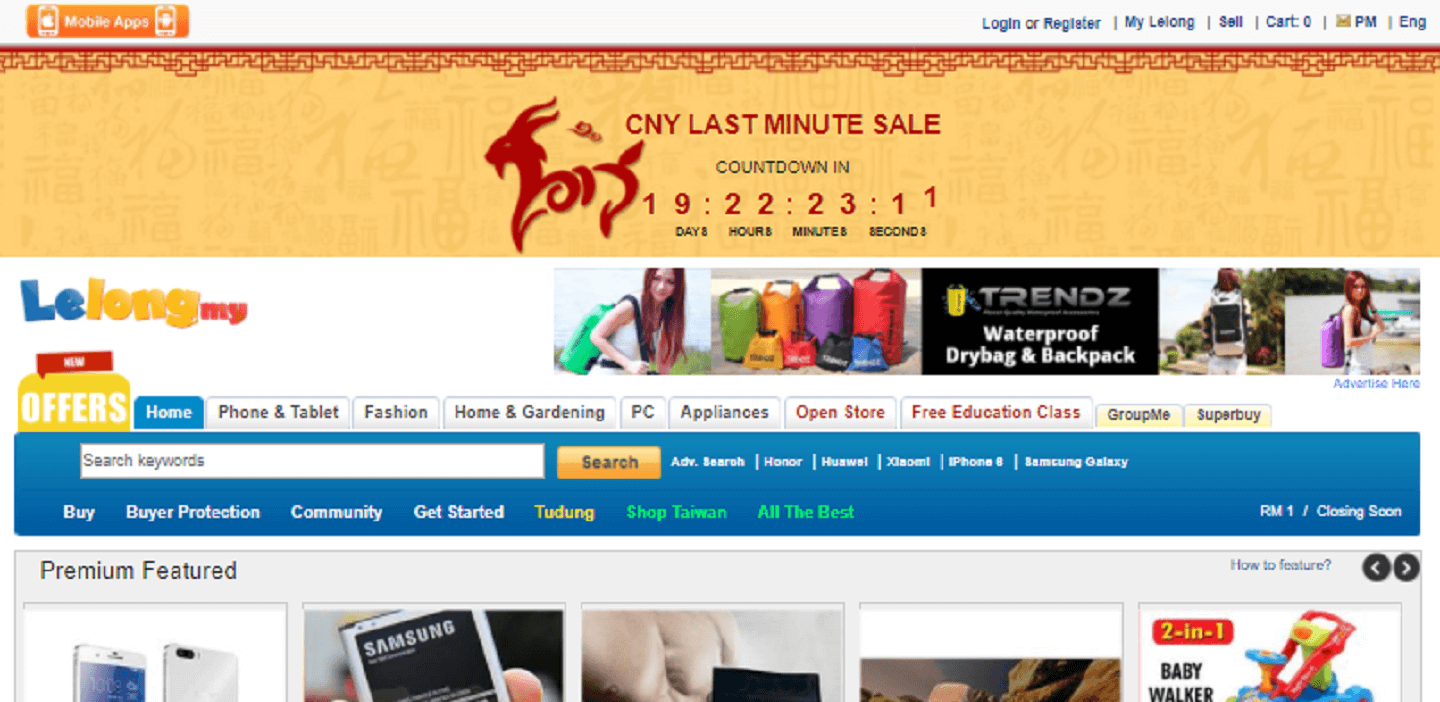 Mobile Apps
Login or Register | My Lelong | Sell | Cart: 0 | PM | Eng
CNY LAST MINUTE SALE
COUNTDOWN IN
19:22:23:11
DAYS HOURS MINUTES SECONDS
Lelong my
TRENDZ
Waterproof
Drybag & Backpack
Advertise Here
NEW
OFFERS
Home Phone & Tablet Fashion Home & Gardening PC Appliances Open Store Free Education Class GroupMe Superbuy
Search keywords Search Adv. Search | Honor | Huawei | Xiaomi | iPhone 6 | Samsung Galaxy
Buy Buyer Protection Community Get Started Tudung Shop Taiwan All The Best RM 1 / Closing Soon
Premium Featured How to feature?
SAMSUNG
2-in-1
BABY
WALKER